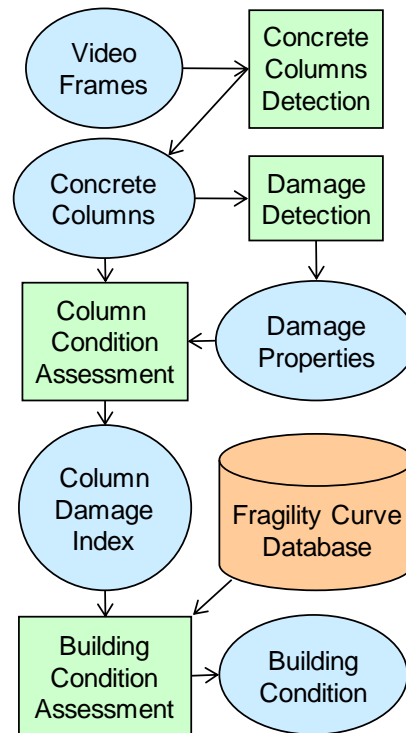 Video
Frames
Concrete
Columns
Detection
Concrete
Columns
Damage
Detection
Column
Condition
Assessment
Damage
Properties
Column
Damage
Index
Fragility Curve
Database
Building
Condition
Assessment
Building
Condition